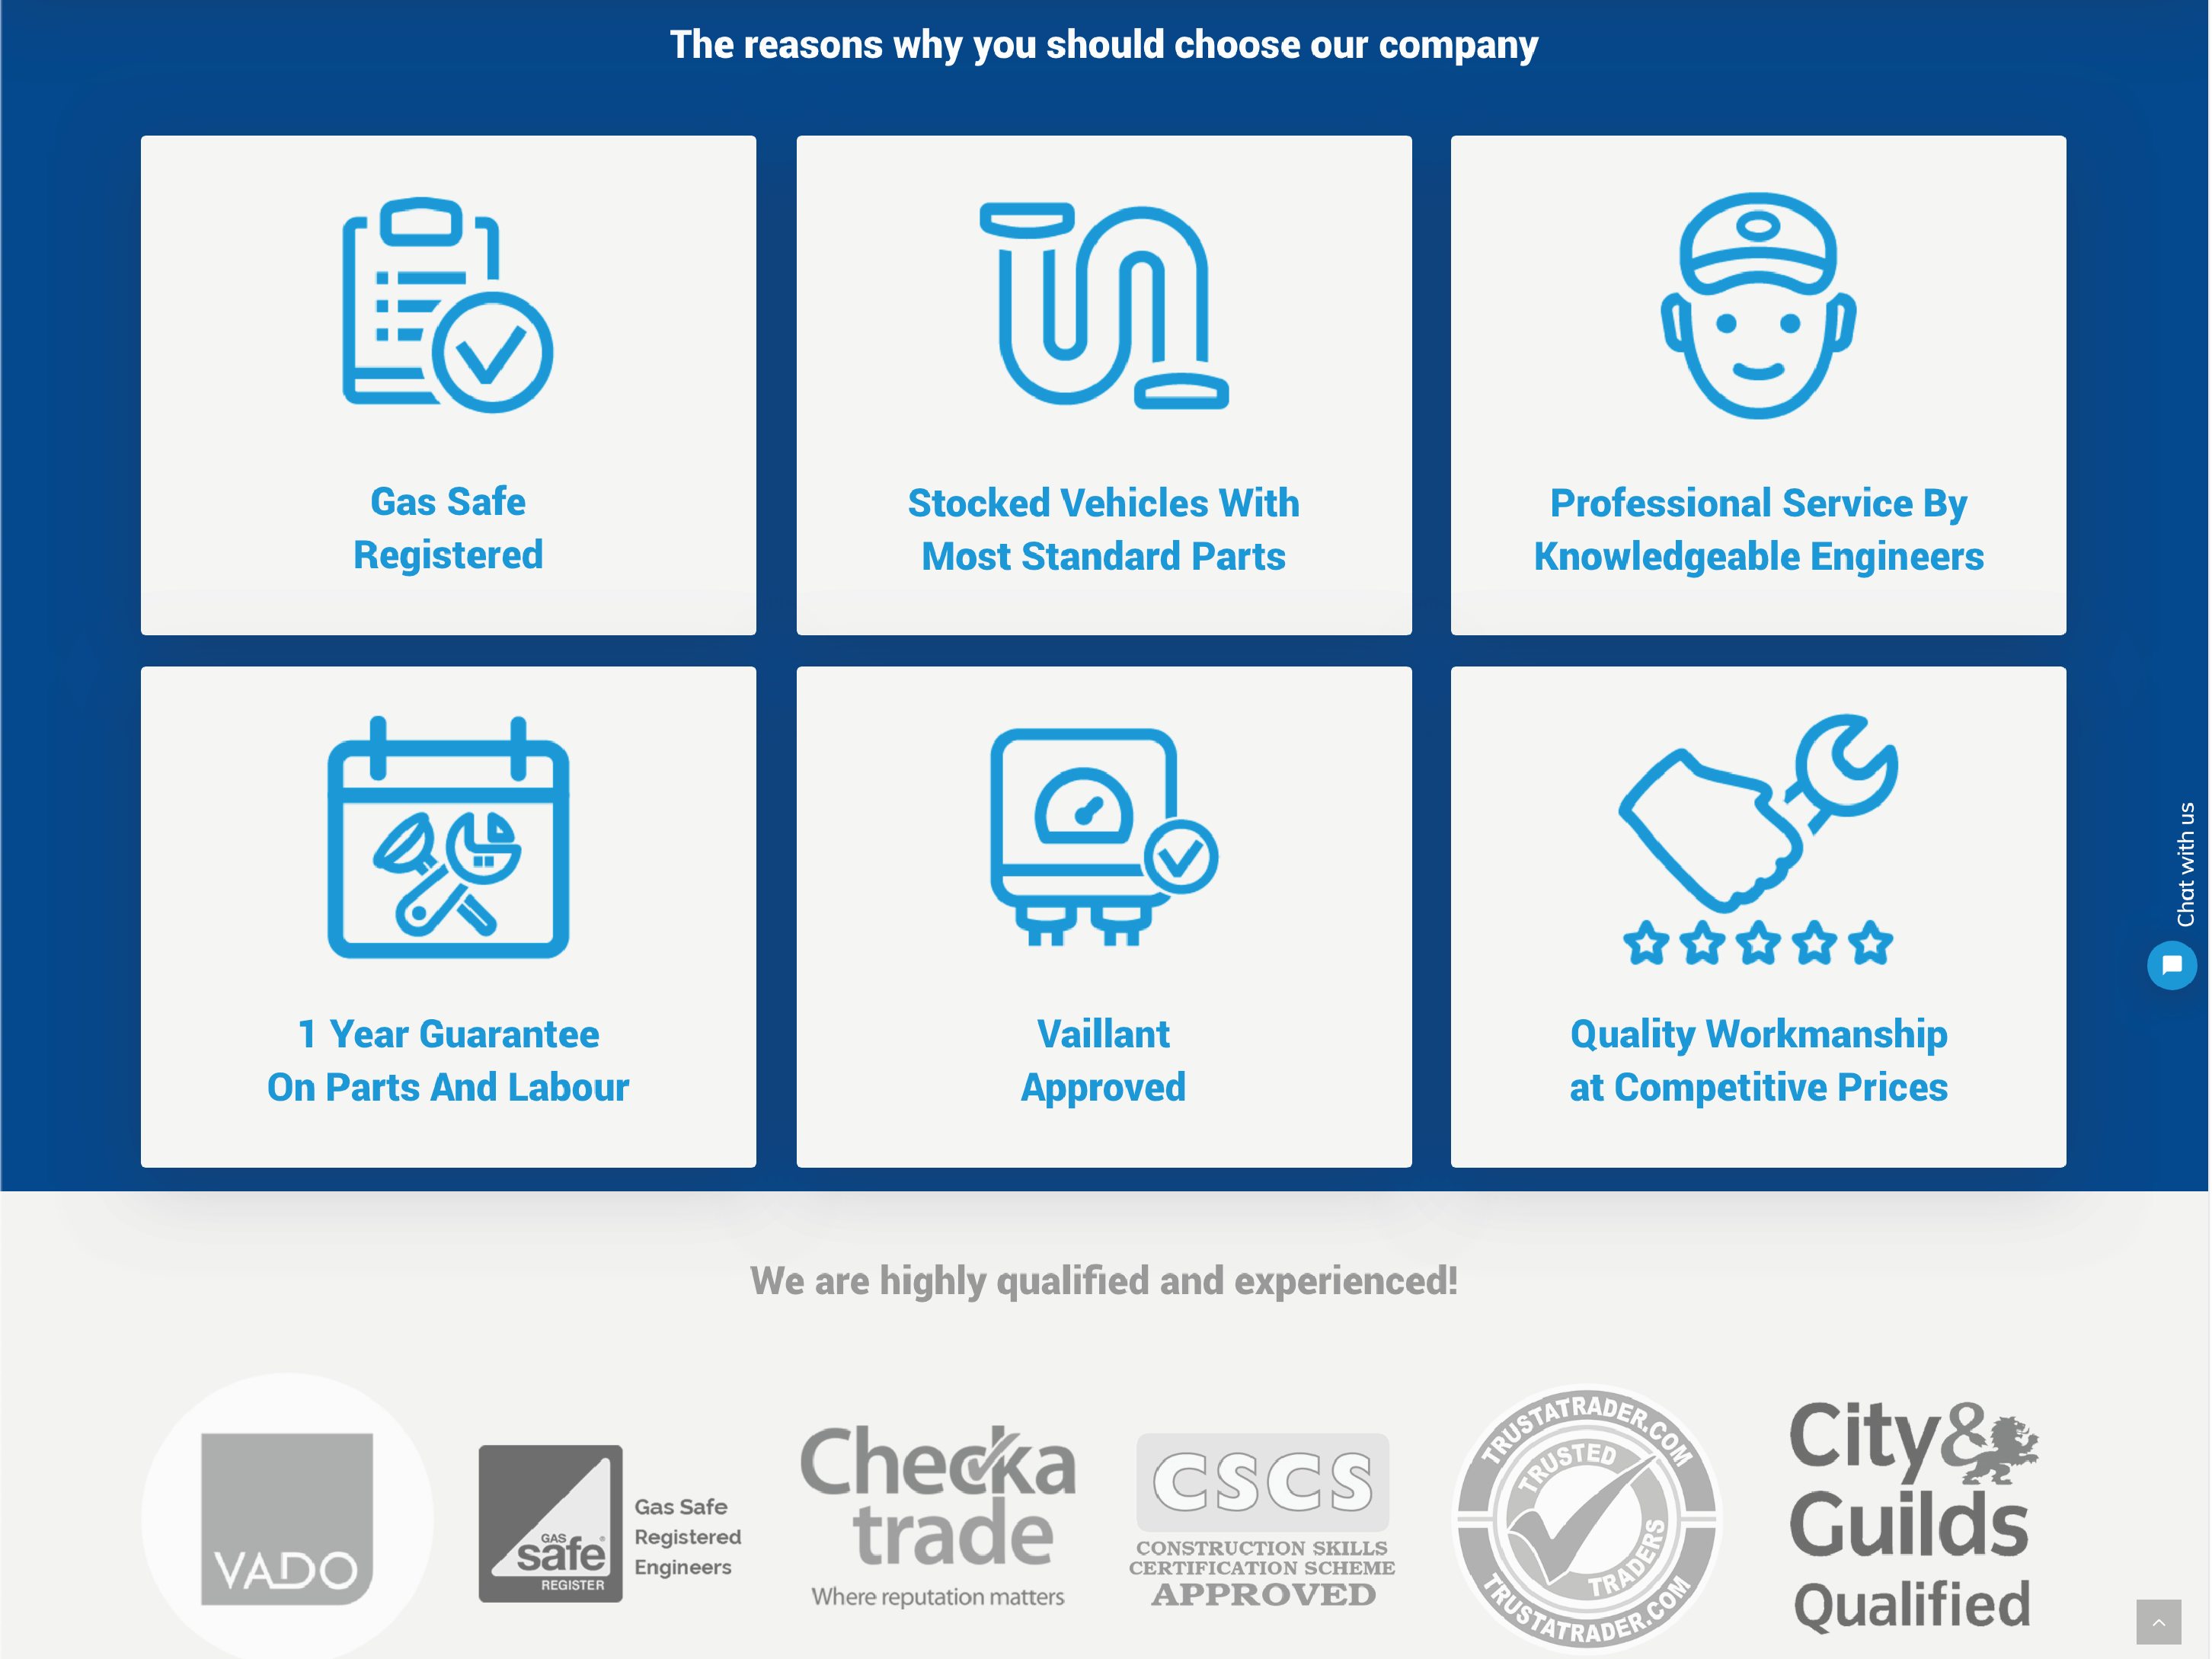 The reasons why you should choose our company
Gas Safe
Registered
Stocked Vehicles With
Most Standard Parts
Professional Service By
Knowledgeable Engineers
1 Year Guarantee
On Parts And Labour
Vaillant
Approved
Quality Workmanship
at Competitive Prices
Chat with us
We are highly qualified and experienced!
VADO
GAS
safe
REGISTER
Gas Safe
Registered
Engineers
Checka
trade
Where reputation matters
CSCS
CONSTRUCTION SKILLS
CERTIFICATION SCHEME
APPROVED
TRUSTATRADER.COM
TRUSTED
TRADERS
TRUSTATRADER.COM
City&
Guilds
Qualified